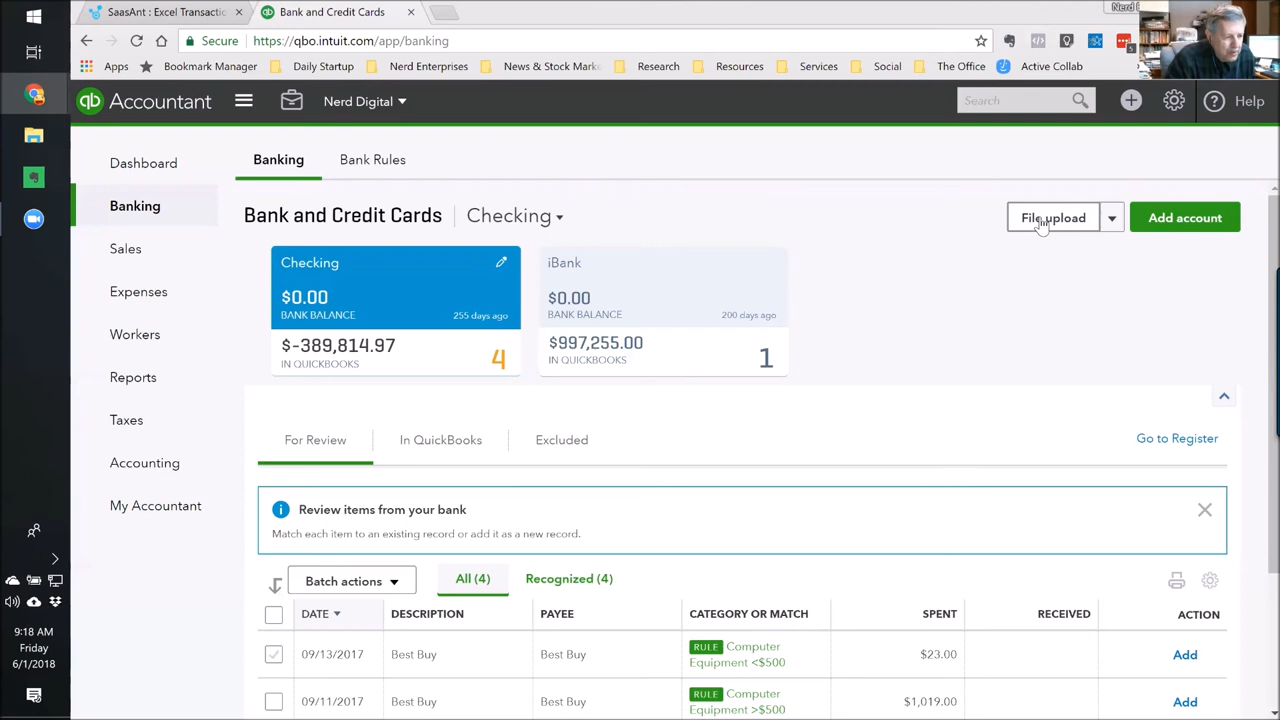 SaasAnt : Excel Transactio
Bank and Credit Cards
Secure
https://qbo.intuit.com/app/banking
Apps
Bookmark Manager
Daily Startup
Nerd Enterprises
News & Stock Mark
Research
Resources
Services
Social
The Office
Active Collab
qb Accountant
Nerd Digital
Search
Help
Dashboard
Banking
Sales
Expenses
Workers
Reports
Taxes
Accounting
My Accountant
Banking
Bank Rules
Bank and Credit Cards
Checking
File upload
Add account
Checking
$0.00
BANK BALANCE
255 days ago
$-389,814.97
IN QUICKBOOKS
4
iBank
$0.00
BANK BALANCE
200 days ago
$997,255.00
IN QUICKBOOKS
1
For Review
In QuickBooks
Excluded
Go to Register
Review items from your bank
Match each item to an existing record or add it as a new record.
Batch actions
All (4)
Recognized (4)
DATE DESCRIPTION PAYEE CATEGORY OR MATCH SPENT RECEIVED ACTION
09/13/2017 Best Buy Best Buy RULE Computer Equipment <$500 $23.00 Add
09/11/2017 Best Buy Best Buy RULE Computer Equipment >$500 $1,019.00 Add
9:18 AM
Friday
6/1/2018